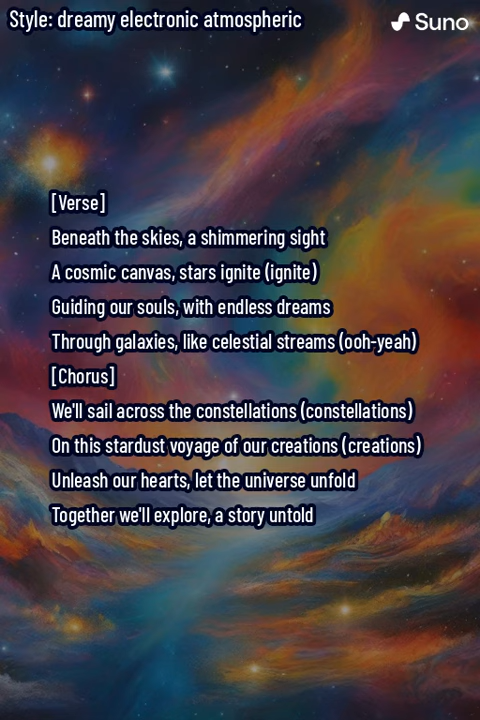 Style: dreamy electronic atmospheric
Suno
[Verse]
Beneath the skies, a shimmering sight
A cosmic canvas, stars ignite (ignite)
Guiding our souls, with endless dreams
Through galaxies, like celestial streams (ooh-yeah)
[Chorus]
We'll sail across the constellations (constellations)
On this stardust voyage of our creations (creations)
Unleash our hearts, let the universe unfold
Together we'll explore, a story untold